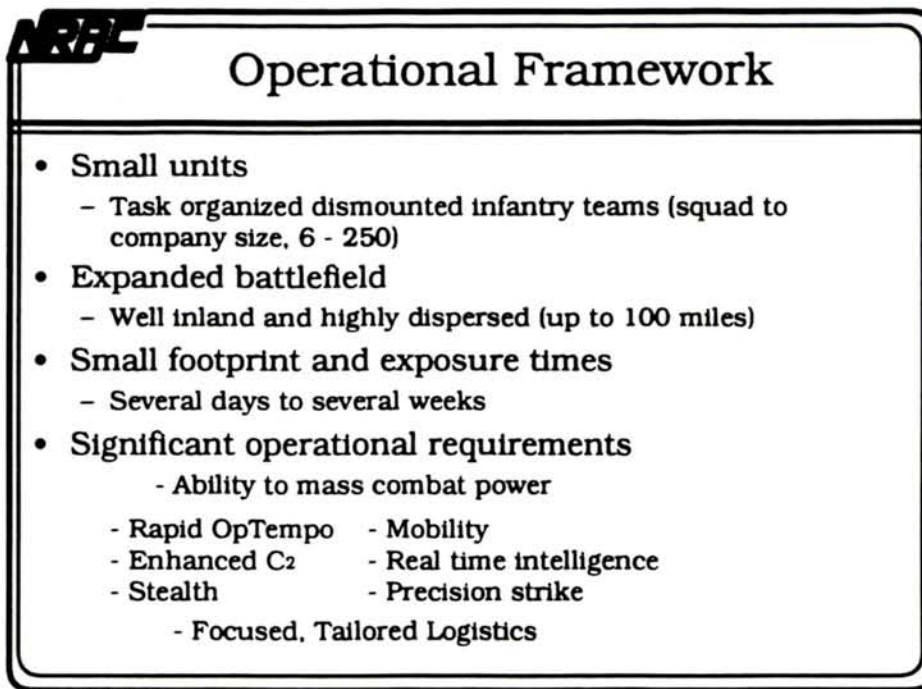 NRAC
Operational Framework
• Small units
– Task organized dismounted infantry teams (squad to
company size, 6 - 250)
• Expanded battlefield
– Well inland and highly dispersed (up to 100 miles)
• Small footprint and exposure times
– Several days to several weeks
• Significant operational requirements
- Ability to mass combat power
- Rapid OpTempo - Mobility
- Enhanced C2 - Real time intelligence
- Stealth - Precision strike
- Focused, Tailored Logistics